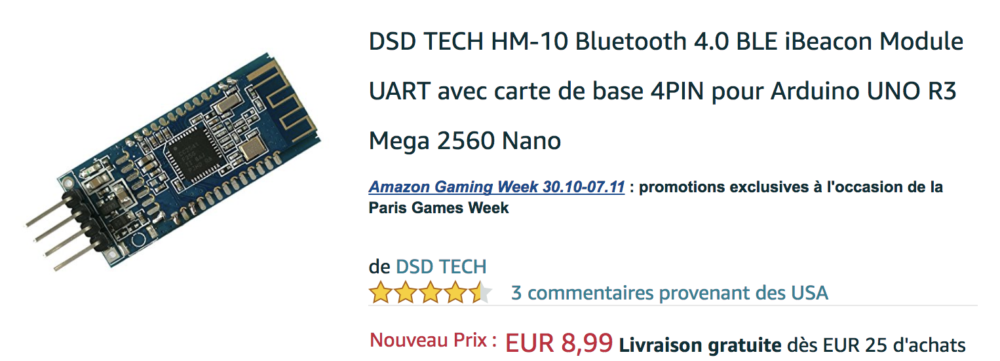 DSD TECH HM-10 Bluetooth 4.0 BLE iBeacon Module
UART avec carte de base 4PIN pour Arduino UNO R3
Mega 2560 Nano
Amazon Gaming Week 30.10-07.11 : promotions exclusives à l'occasion de la
Paris Games Week
de DSD TECH
3 commentaires provenant des USA
Nouveau Prix : EUR 8,99 Livraison gratuite dès EUR 25 d'achats